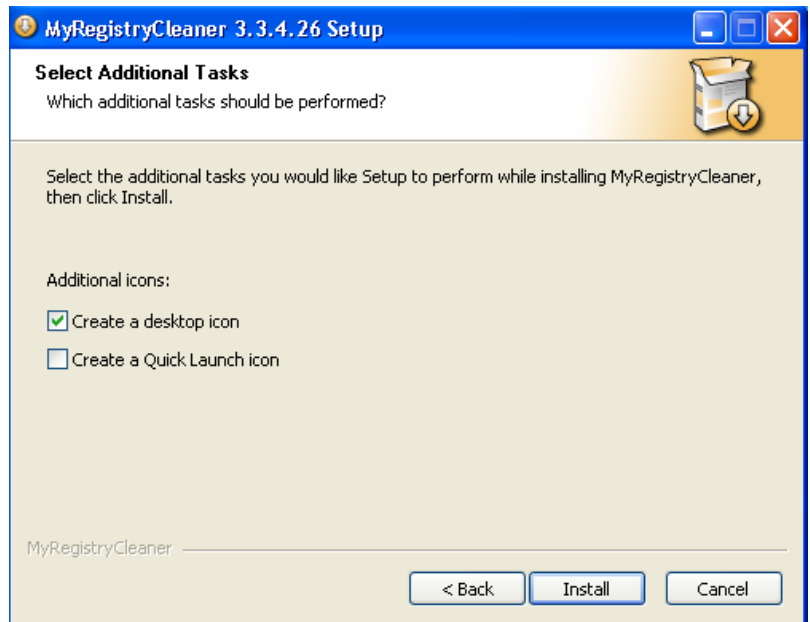 MyRegistryCleaner 3.3.4.26 Setup
Select Additional Tasks
Which additional tasks should be performed?
Select the additional tasks you would like Setup to perform while installing MyRegistryCleaner,
then click Install.
Additional icons:
Create a desktop icon
Create a Quick Launch icon
MyRegistryCleaner
< Back
Install
Cancel